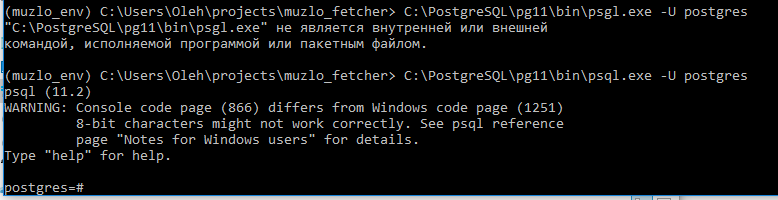 (muzlo_env) C:\Users\Oleh\projects\muzlo_fetcher> C:\PostgreSQL\pg11\bin\psgl.exe -U postgres
"C:\PostgreSQL\pg11\bin\psgl.exe" не является внутренней или внешней
командой, исполняемой программой или пакетным файлом.
(muzlo_env) C:\Users\Oleh\projects\muzlo_fetcher> C:\PostgreSQL\pg11\bin\psql.exe -U postgres
psql (11.2)
WARNING: Console code page (866) differs from Windows code page (1251)
         8-bit characters might not work correctly. See psql reference
         page "Notes for Windows users" for details.
Type "help" for help.
postgres=#